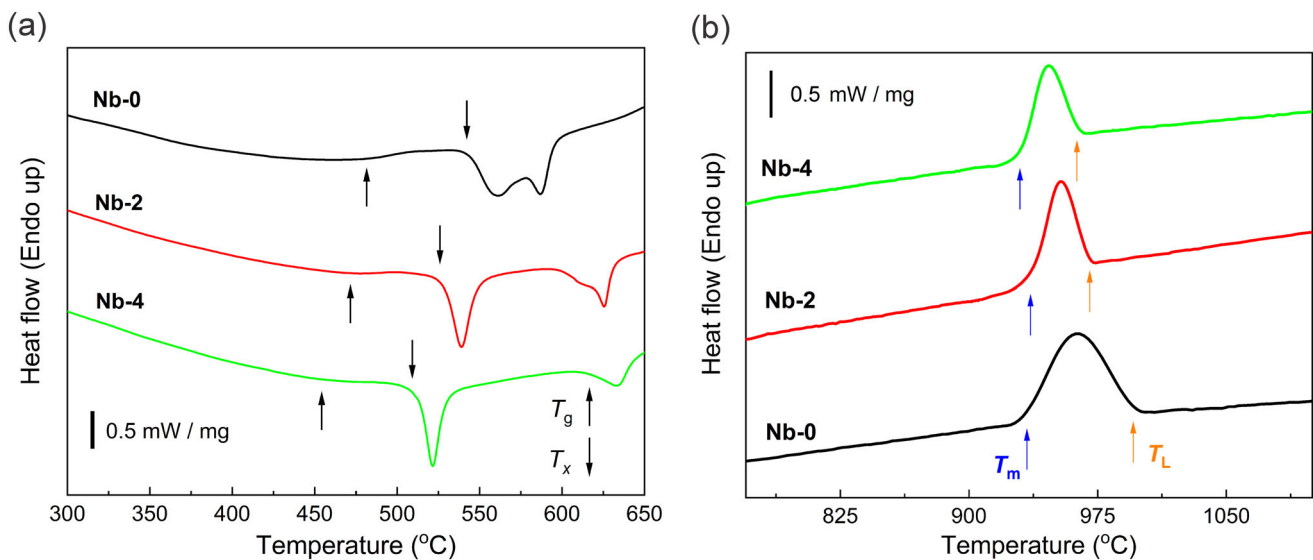 (a)
Nb-0
Nb-2
Nb-4
0.5 mW / mg
Tg
Tx
Heat flow (Endo up)
300 350 400 450 500 550 600 650
Temperature (oC)
(b)
0.5 mW / mg
Nb-4
Nb-2
Nb-0
Tm
TL
Heat flow (Endo up)
825 900 975 1050
Temperature (oC)